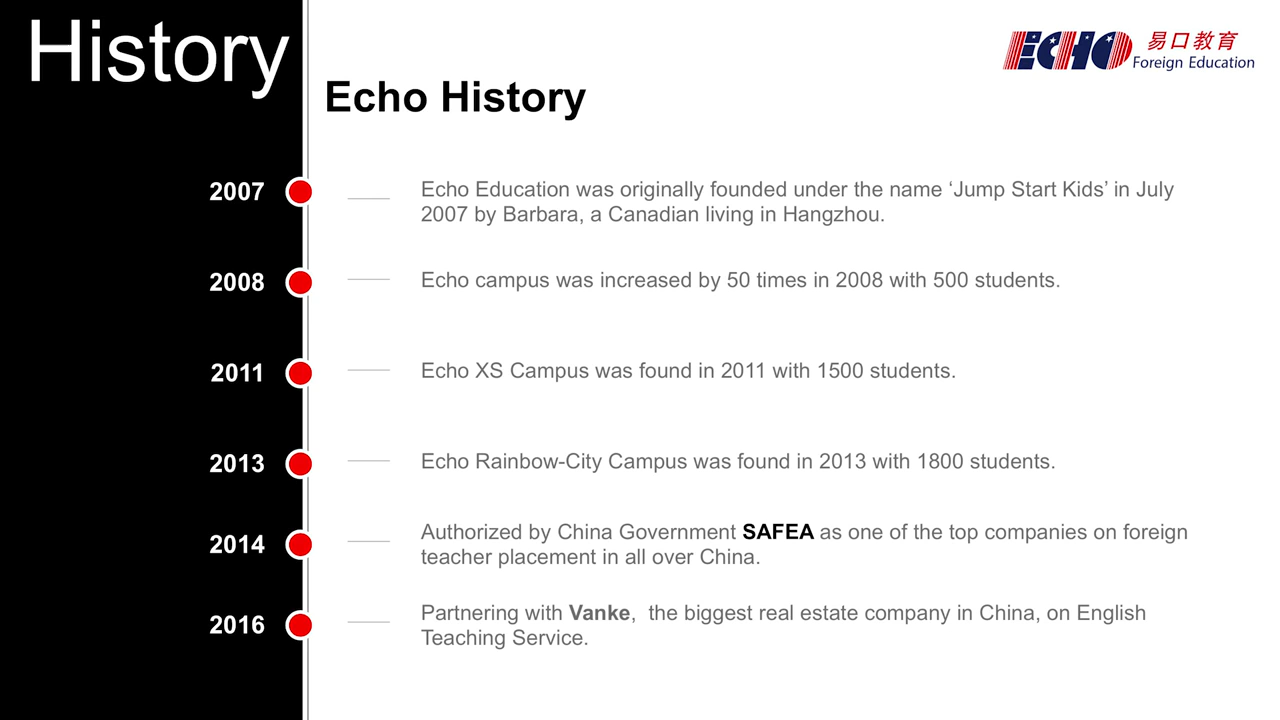 History
ECHO 易口教育
Foreign Education
Echo History
2007
Echo Education was originally founded under the name ‘Jump Start Kids’ in July
2007 by Barbara, a Canadian living in Hangzhou.
2008
Echo campus was increased by 50 times in 2008 with 500 students.
2011
Echo XS Campus was found in 2011 with 1500 students.
2013
Echo Rainbow-City Campus was found in 2013 with 1800 students.
2014
Authorized by China Government SAFEA as one of the top companies on foreign
teacher placement in all over China.
2016
Partnering with Vanke,  the biggest real estate company in China, on English
Teaching Service.